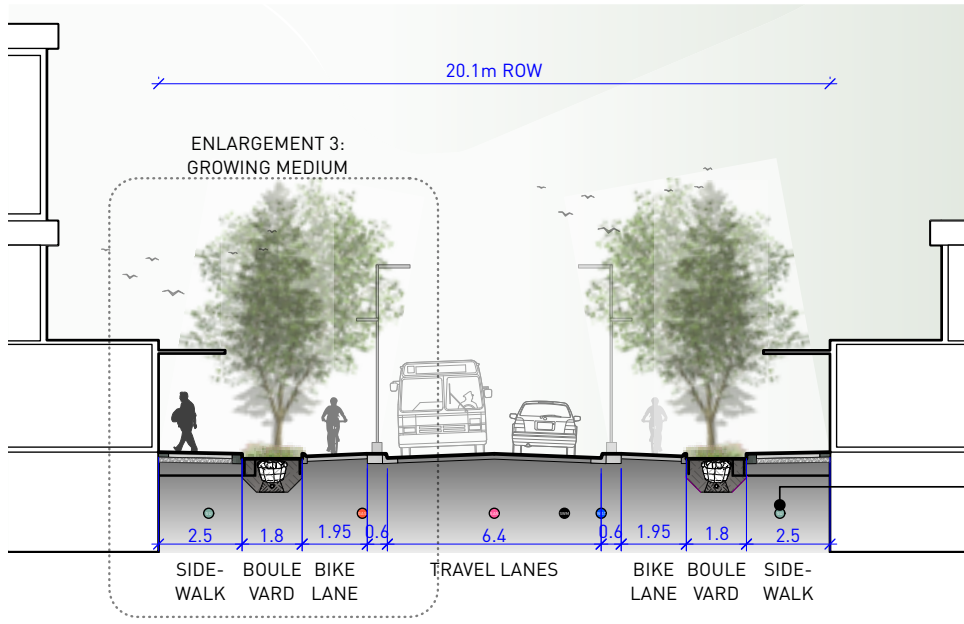 20.1m ROW
ENLARGEMENT 3:
GROWING MEDIUM
2.5
1.8
1.95
0.6
6.4
0.6
1.95
1.8
2.5
SIDE-
WALK
BOULE
VARD
BIKE
LANE
TRAVEL LANES
BIKE
LANE
BOULE
VARD
SIDE-
WALK